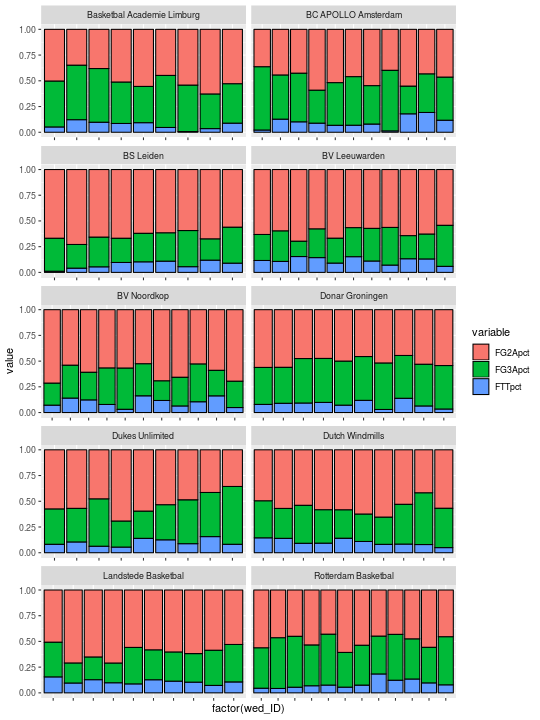 Basketbal Academie Limburg
BC APOLLO Amsterdam
1.00
0.75
0.50
0.25
0.00
BS Leiden
BV Leeuwarden
1.00
0.75
0.50
0.25
0.00
BV Noordkop
Donar Groningen
1.00
0.75
0.50
0.25
0.00
value
variable
FG2Apct
FG3Apct
FTTpct
Dukes Unlimited
Dutch Windmills
1.00
0.75
0.50
0.25
0.00
Landstede Basketbal
Rotterdam Basketbal
1.00
0.75
0.50
0.25
0.00
factor(wed_ID)